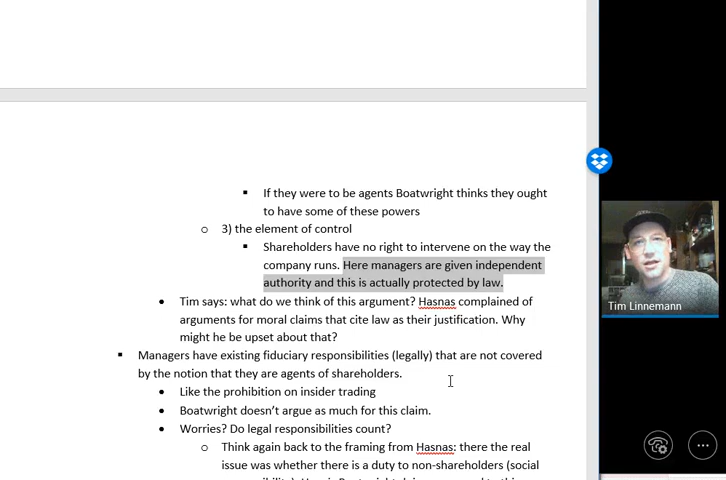 ▪ If they were to be agents Boatwright thinks they ought
to have some of these powers
o 3) the element of control
▪ Shareholders have no right to intervene on the way the
company runs. Here managers are given independent
authority and this is actually protected by law.
• Tim says: what do we think of this argument? Hasnas complained of
arguments for moral claims that cite law as their justification. Why
might he be upset about that?
▪ Managers have existing fiduciary responsibilities (legally) that are not covered
by the notion that they are agents of shareholders.
• Like the prohibition on insider trading
• Boatwright doesn’t argue as much for this claim.
• Worries? Do legal responsibilities count?
o Think again back to the framing from Hasnas: there the real
issue was whether there is a duty to non-shareholders (social
Tim Linnemann